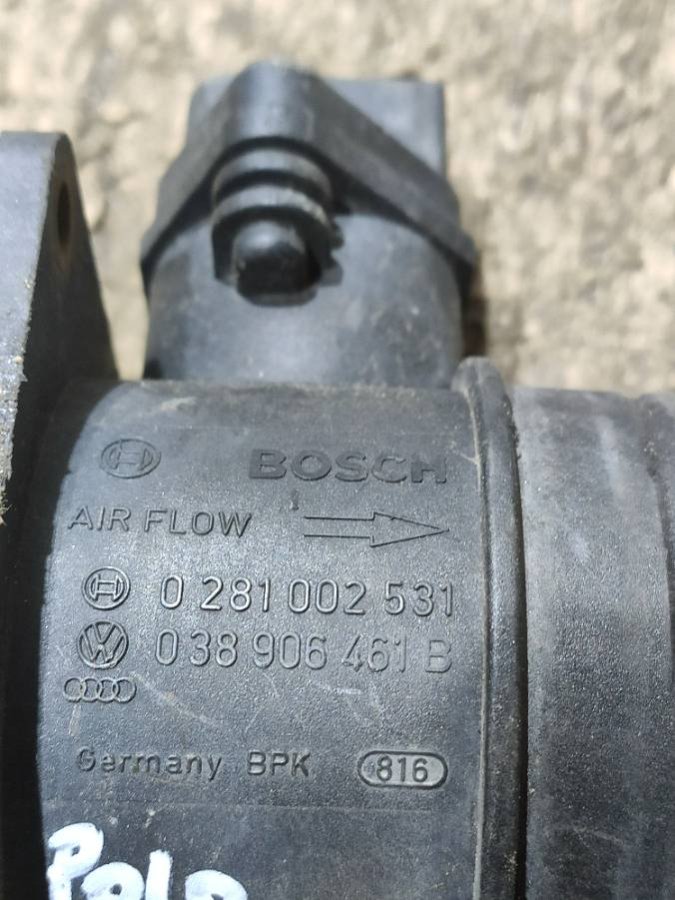 BOSCH
AIR FLOW
0 281 002 531
038 906 461 B
Germany BPK 816
Polo